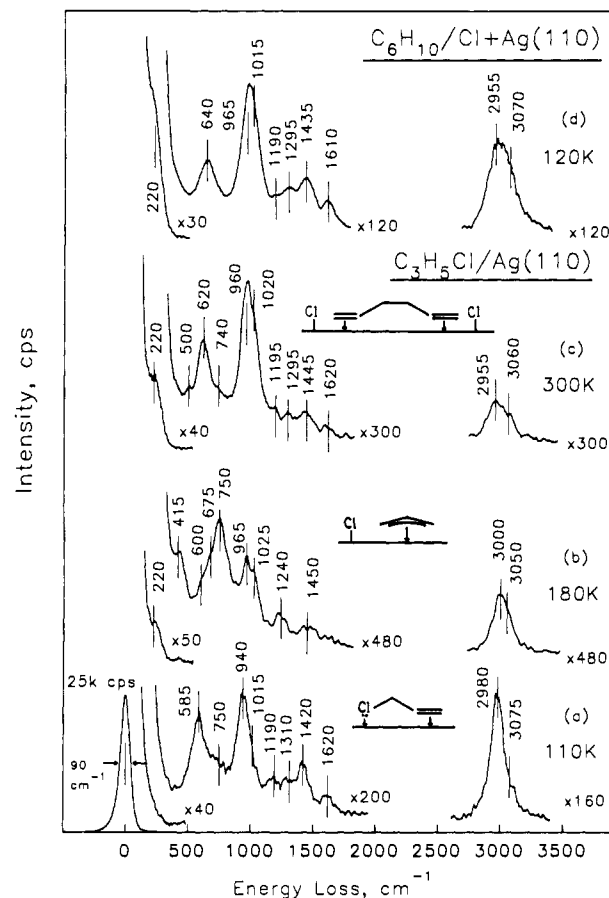 C₆H₁₀/Cl+Ag(110)
1015
965
640
1190
1295
1435
1610
220
x30
x120
2955
3070
(d)
120K
x120
C₃H₅Cl/Ag(110)
Cl
Cl
960
1020
620
740
500
220
1195
1295
1445
1620
x40
x300
2955
3060
(c)
300K
x300
Cl
750
675
600
415
965
1025
1240
1450
220
x50
x480
3000
3050
(b)
180K
x480
Cl
25k cps
90
cm⁻¹
585
750
940
1015
1190
1310
1420
1620
x40
x200
2980
3075
(a)
110K
x160
Intensity, cps
0 500 1000 1500 2000 2500 3000 3500
Energy Loss, cm⁻¹